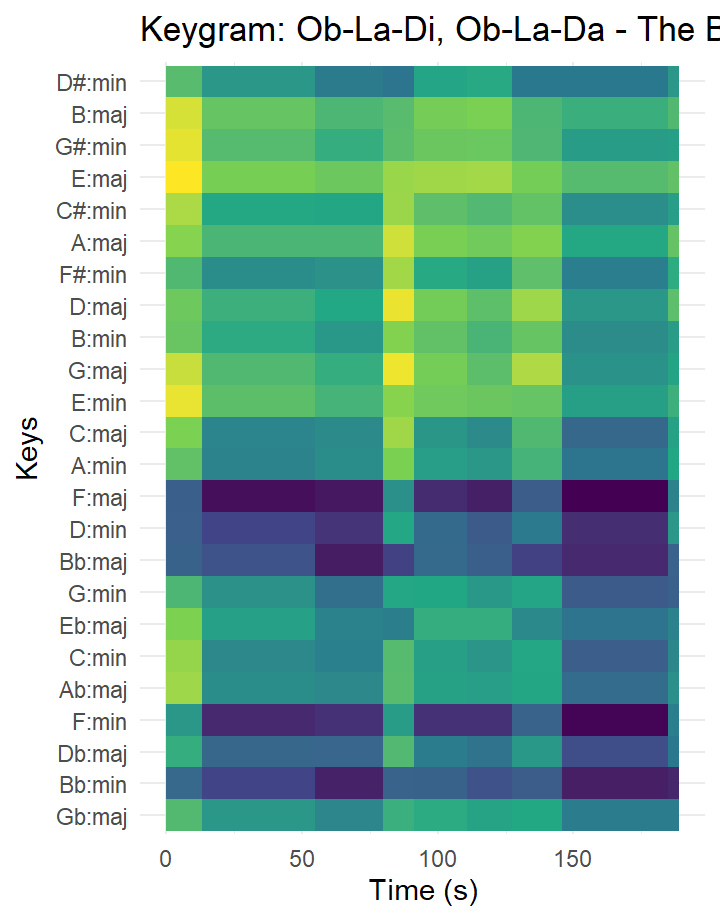 Keygram: Ob-La-Di, Ob-La-Da - The
D#:min
B:maj
G#:min
E:maj
C#:min
A:maj
F#:min
D:maj
B:min
G:maj
E:min
C:maj
A:min
F:maj
D:min
Bb:maj
G:min
Eb:maj
C:min
Ab:maj
F:min
Db:maj
Bb:min
Gb:maj
Keys
0
50
100
150
Time (s)